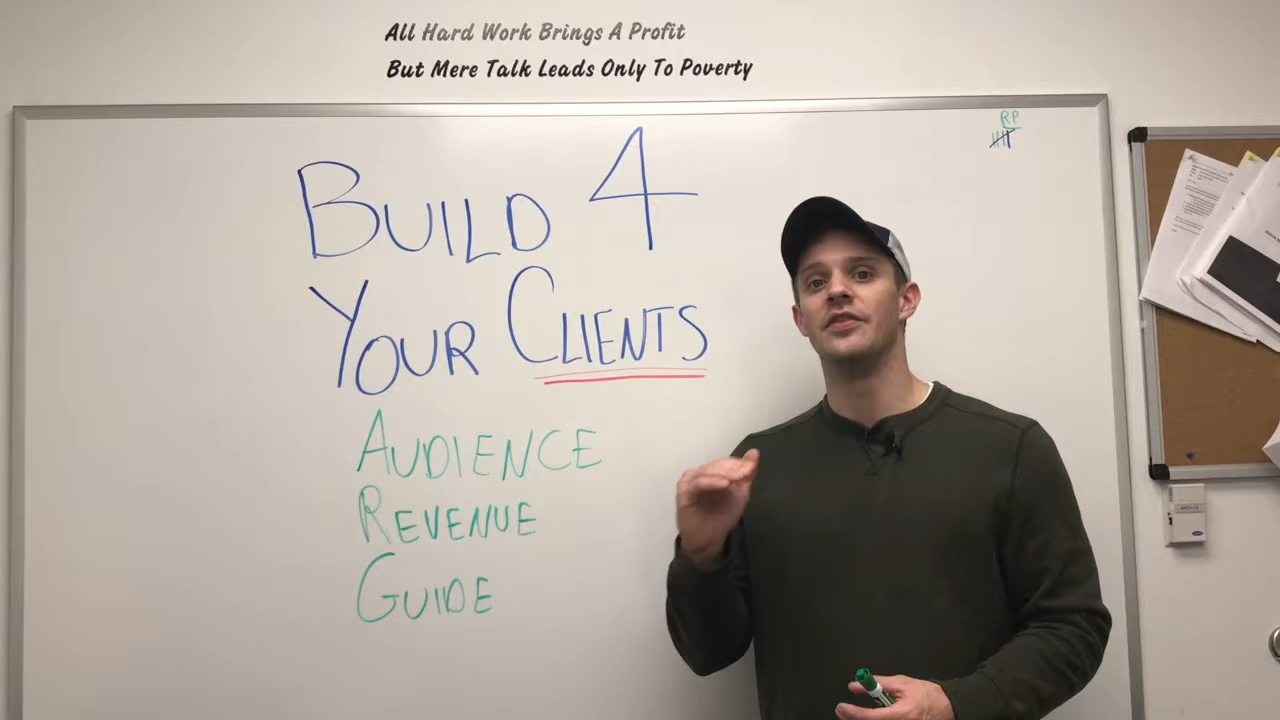 All Hard Work Brings A Profit
But Mere Talk Leads Only To Poverty
RP
BUILD 4
YOUR CLIENTS
AUDIENCE
REVENUE
GUIDE